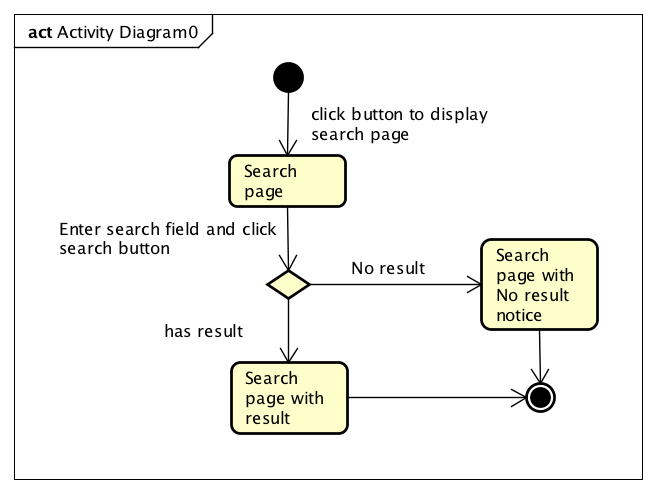 act Activity Diagram0
click button to display
search page
Search
page
Enter search field and click
search button
No result
Search
page with
No result
notice
has result
Search
page with
result